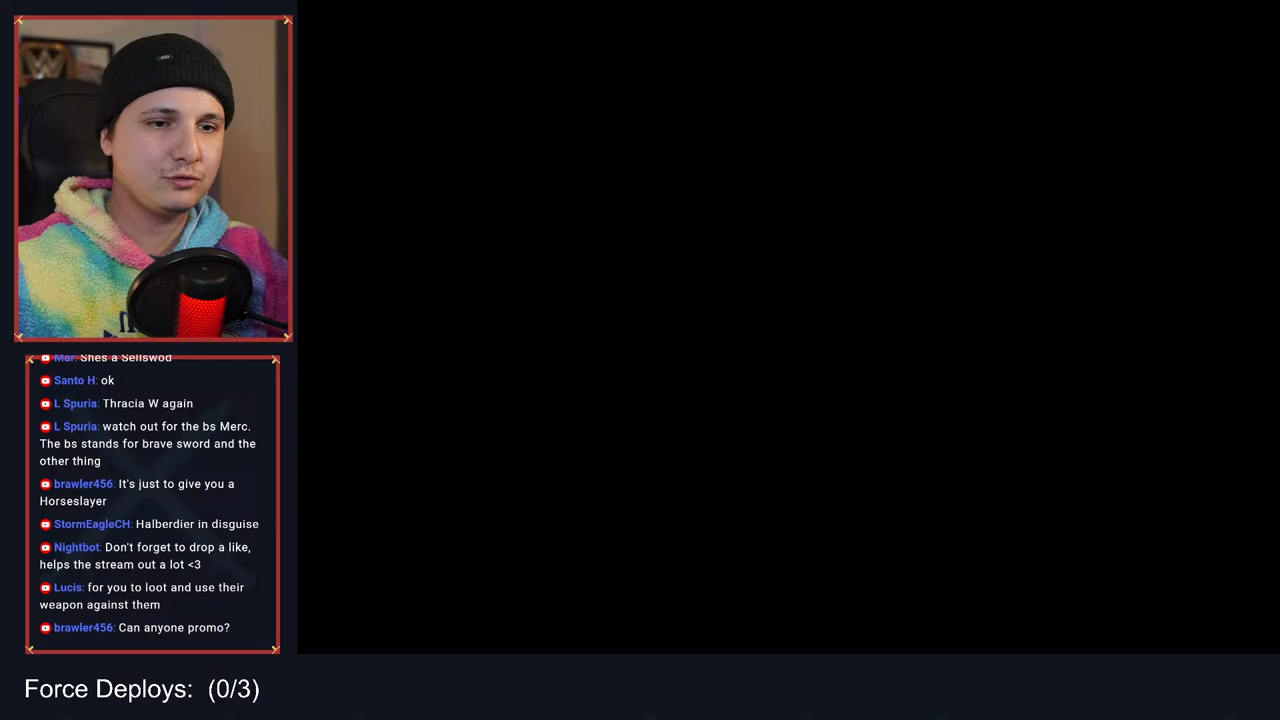 Mar: Shes a Sellswod
Santo H: ok
L Spuria: Thracia W again
L Spuria: watch out for the bs Merc.
The bs stands for brave sword and the
other thing
brawler456: It's just to give you a
Horseslayer
StormEagleCH: Halberdier in disguise
Nightbot: Don't forget to drop a like,
helps the stream out a lot <3
Lucis: for you to loot and use their
weapon against them
brawler456: Can anyone promo?
Force Deploys: (0/3)